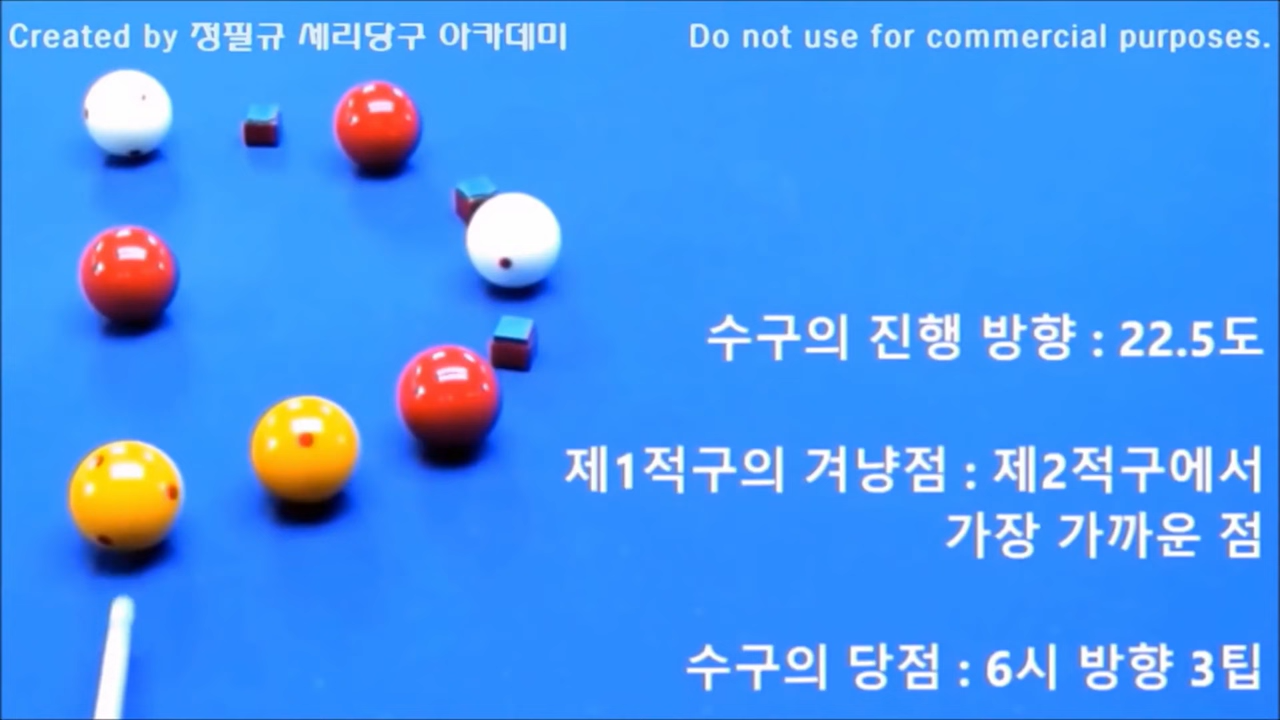 Created by 정필규 세리당구 아카데미
Do not use for commercial purposes.
수구의 진행 방향 : 22.5도
제1적구의 겨냥점 : 제2적구에서
가장 가까운 점
수구의 당점 : 6시 방향 3팁